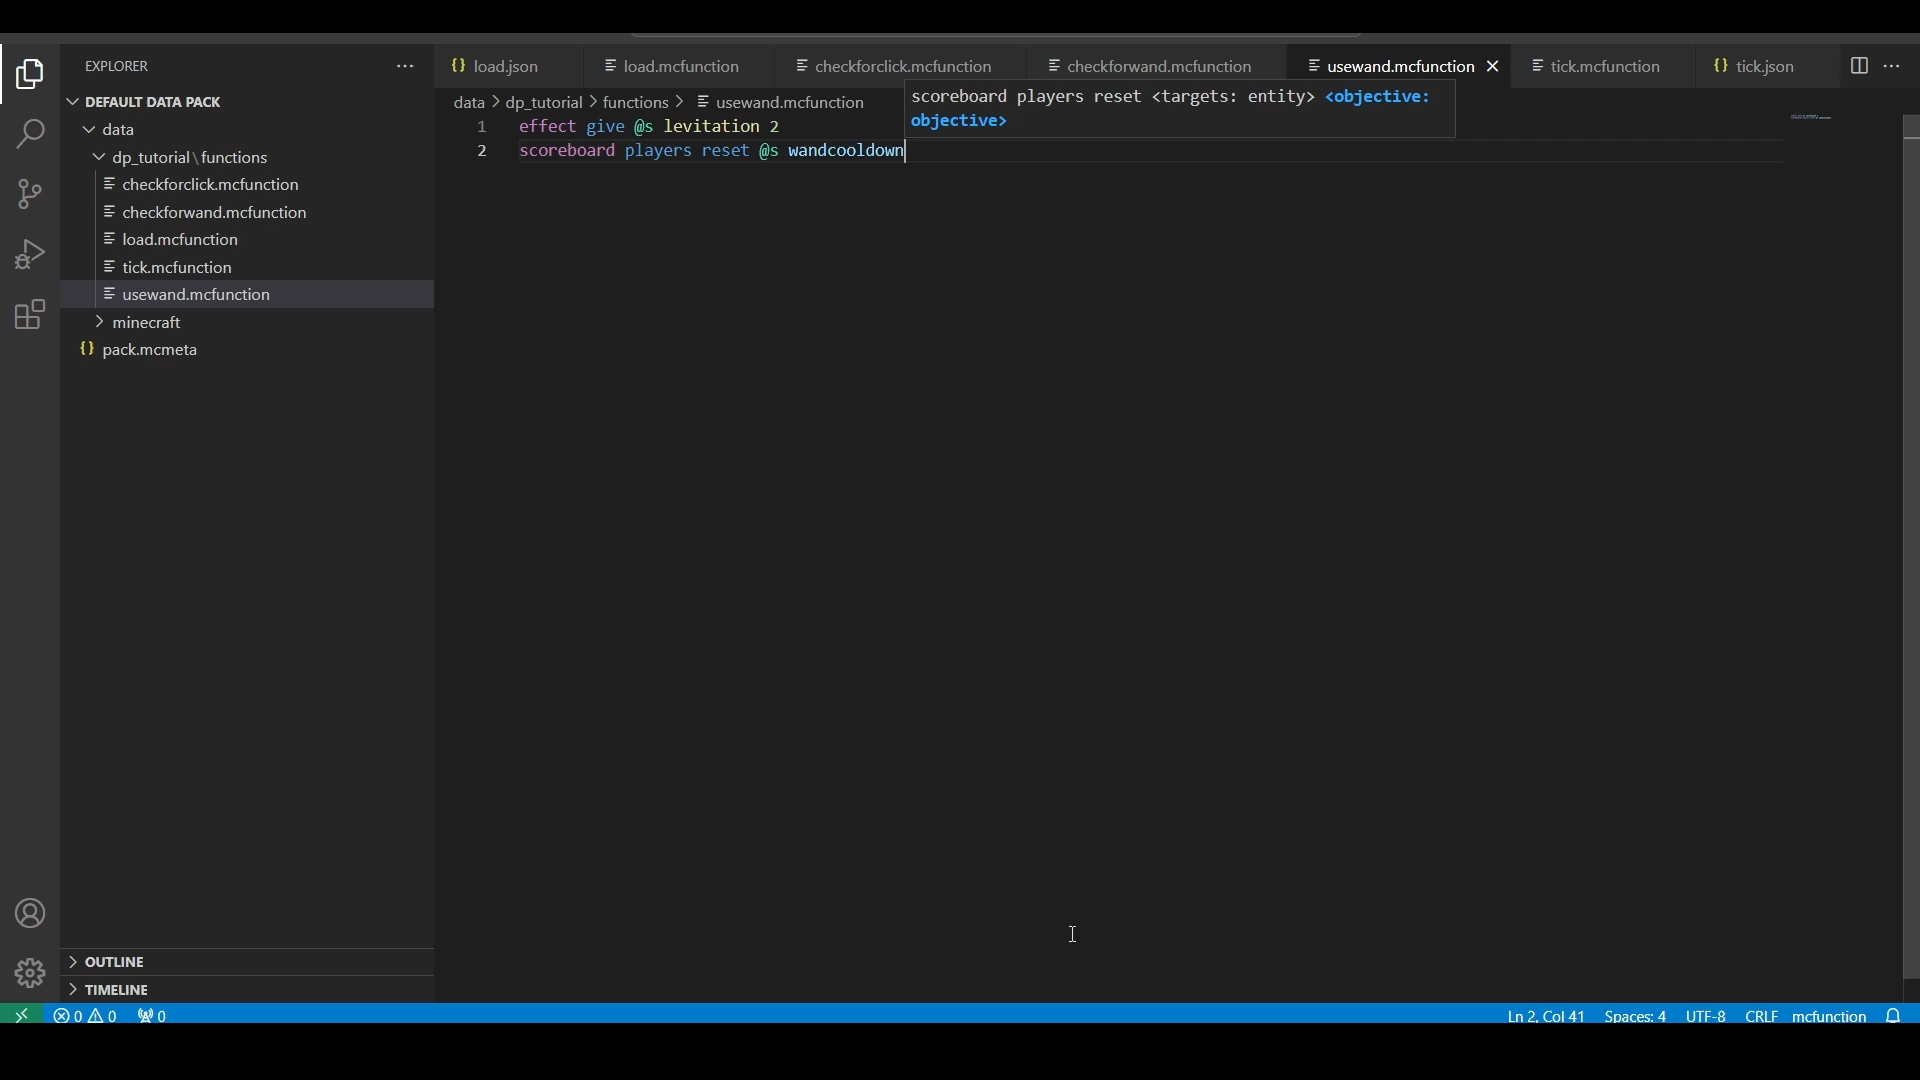 EXPLORER
DEFAULT DATA PACK
data
dp_tutorial\functions
checkforclick.mcfunction
checkforwand.mcfunction
load.mcfunction
tick.mcfunction
usewand.mcfunction
minecraft
{} pack.mcmeta
OUTLINE
TIMELINE
{} load.json
load.mcfunction
checkforclick.mcfunction
checkforwand.mcfunction
usewand.mcfunction
tick.mcfunction
{} tick.json
data > dp_tutorial > functions > usewand.mcfunction
scoreboard players reset <targets: entity> <objective:
objective>
1 effect give @s levitation 2
2 scoreboard players reset @s wandcooldown
0 0 0
Ln 2, Col 41 Spaces: 4 UTF-8 CRLF mcfunction